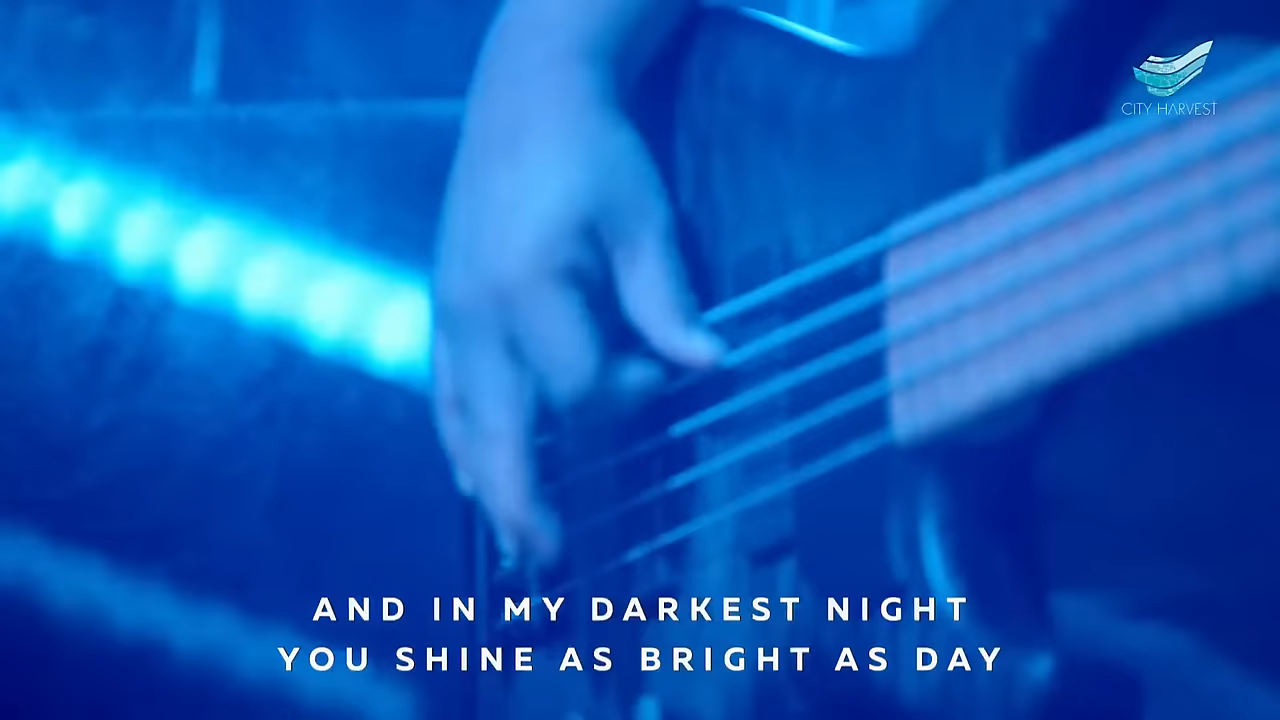 CITY HARVEST
AND IN MY DARKEST NIGHT
YOU SHINE AS BRIGHT AS DAY